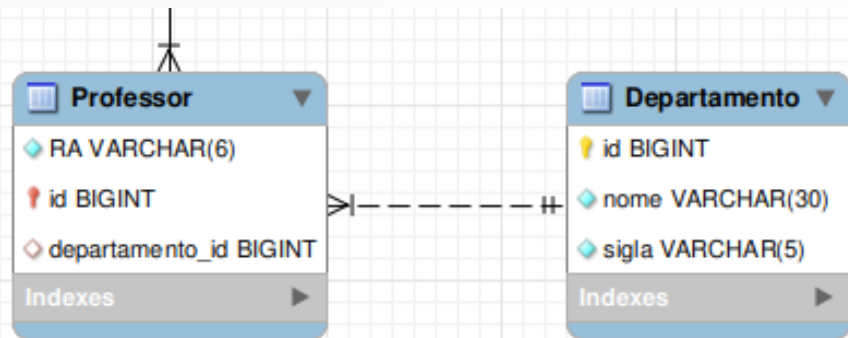 Professor
RA VARCHAR(6)
id BIGINT
departamento_id BIGINT
Indexes
Departamento
id BIGINT
nome VARCHAR(30)
sigla VARCHAR(5)
Indexes